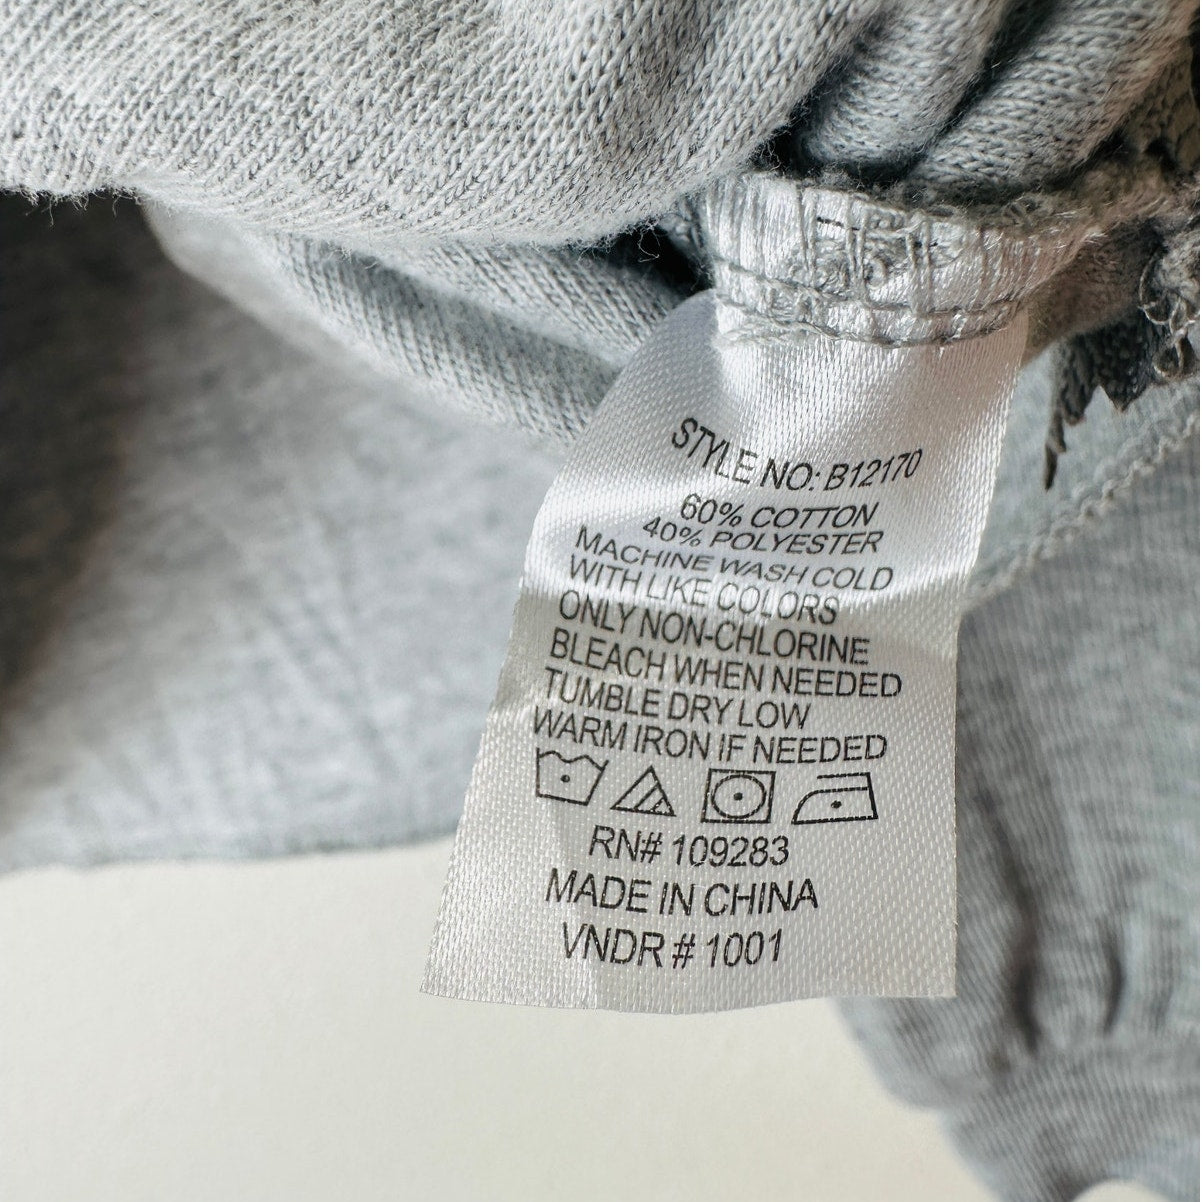 STYLE NO: B12170
60% COTTON
40% POLYESTER
MACHINE WASH COLD
WITH LIKE COLORS
ONLY NON-CHLORINE
BLEACH WHEN NEEDED
TUMBLE DRY LOW
WARM IRON IF NEEDED
RN# 109283
MADE IN CHINA
VNDR # 1001